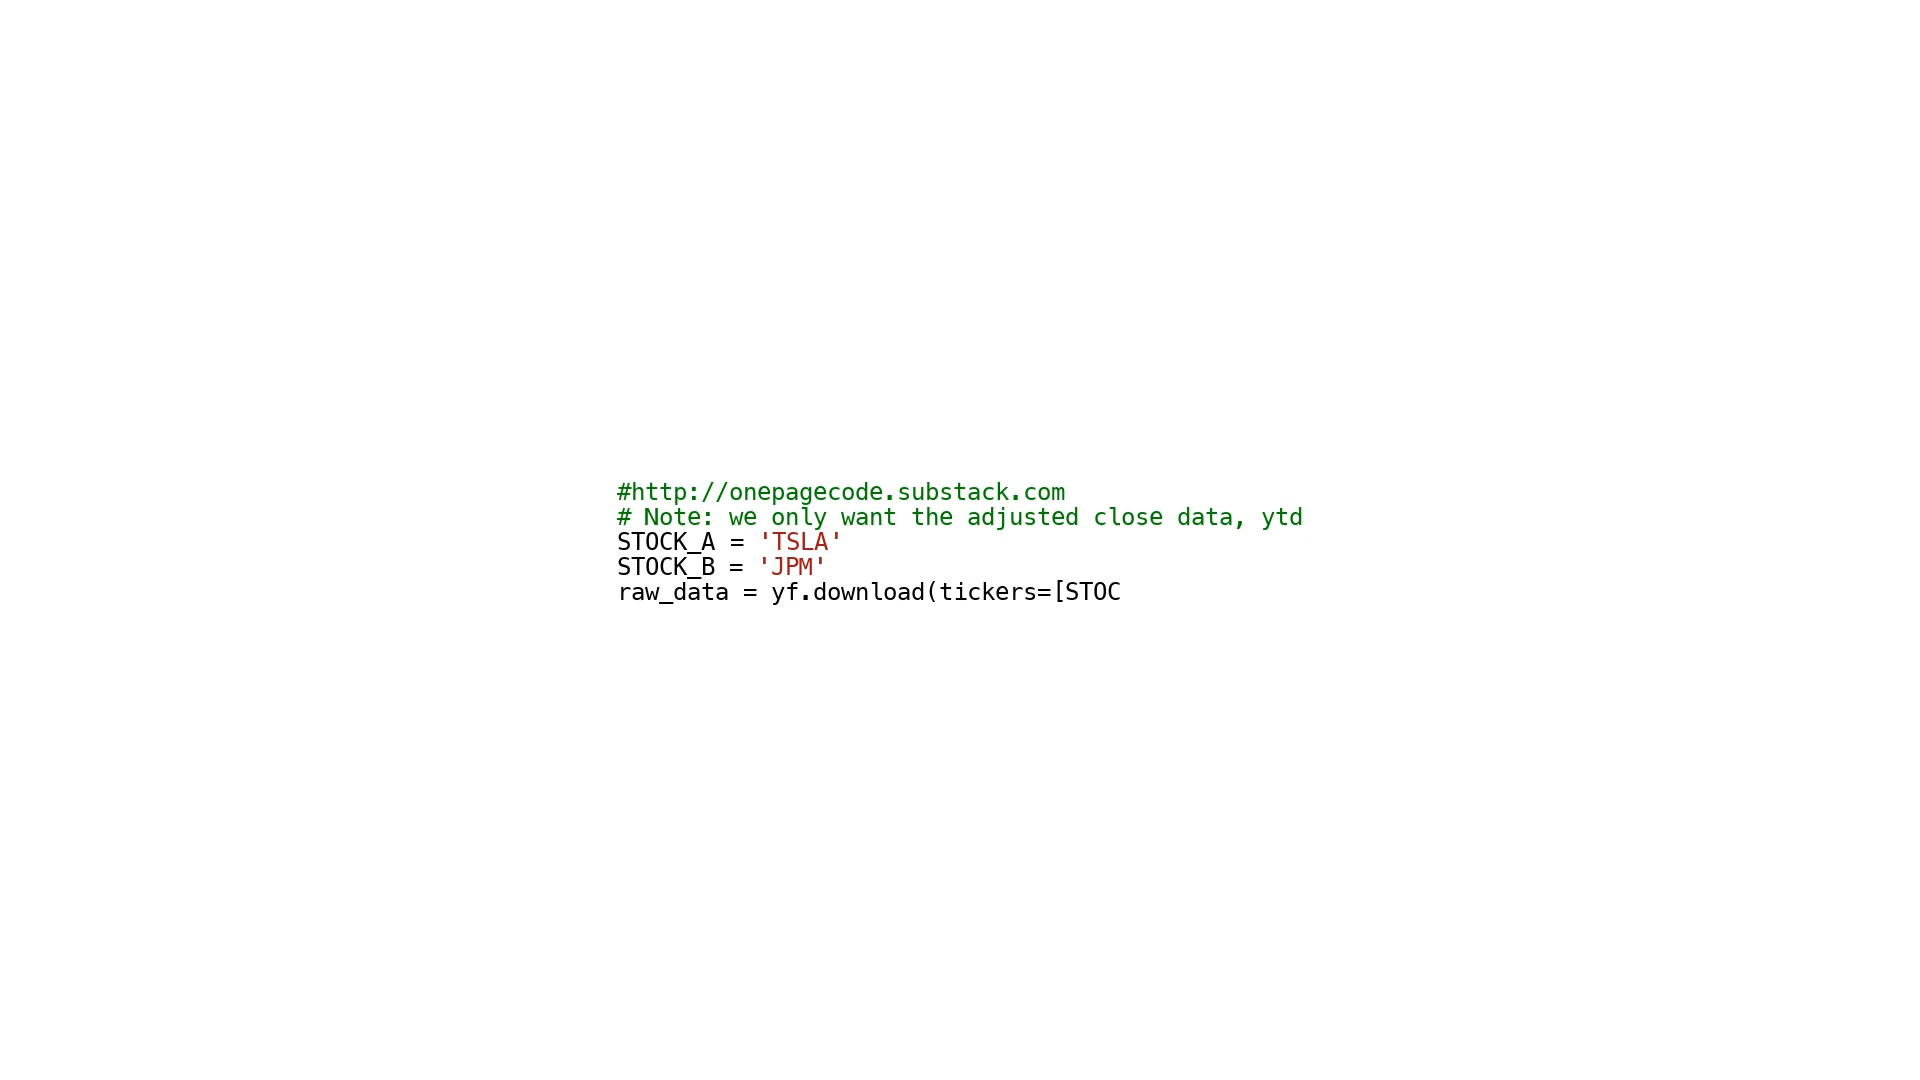 #http://onepagecode.substack.com
# Note: we only want the adjusted close data, ytd
STOCK_A = 'TSLA'
STOCK_B = 'JPM'
raw_data = yf.download(tickers=[STOC